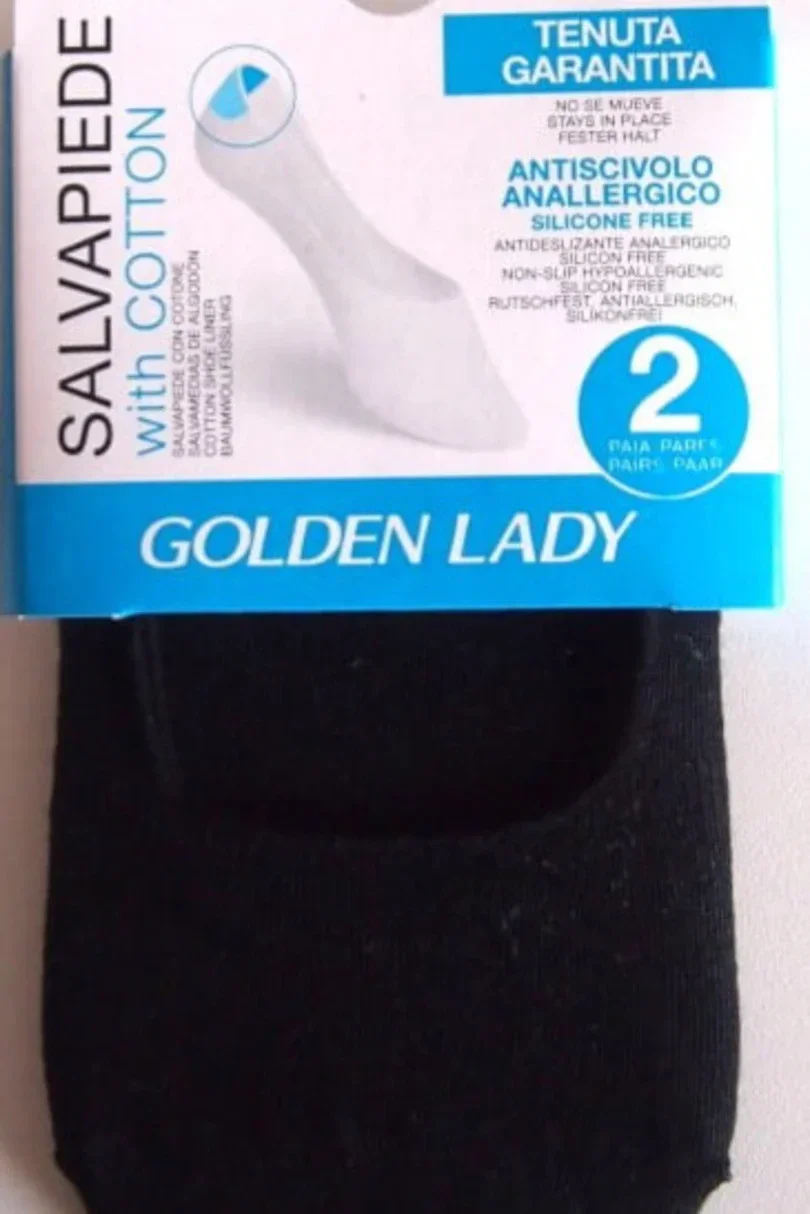 SALVAPIEDE
with COTTON
SALVAPIEDE CON COTONE
SALVAMEDIAS DE ALGODÓN
COTTON SHOE LINER
BAUMWOLLFÜSSLING
TENUTA
GARANTITA
NO SE MUEVE
STAYS IN PLACE
FESTER HALT
ANTISCIVOLO
ANALLERGICO
SILICONE FREE
ANTIDESLIZANTE ANALERGICO
SILICON FREE
NON-SLIP HYPOALLERGENIC
SILICON FREE
RUTSCHFEST, ANTIALLERGISCH,
SILIKONFREI
2
PAIA PARES
PAIRS PAAR
GOLDEN LADY